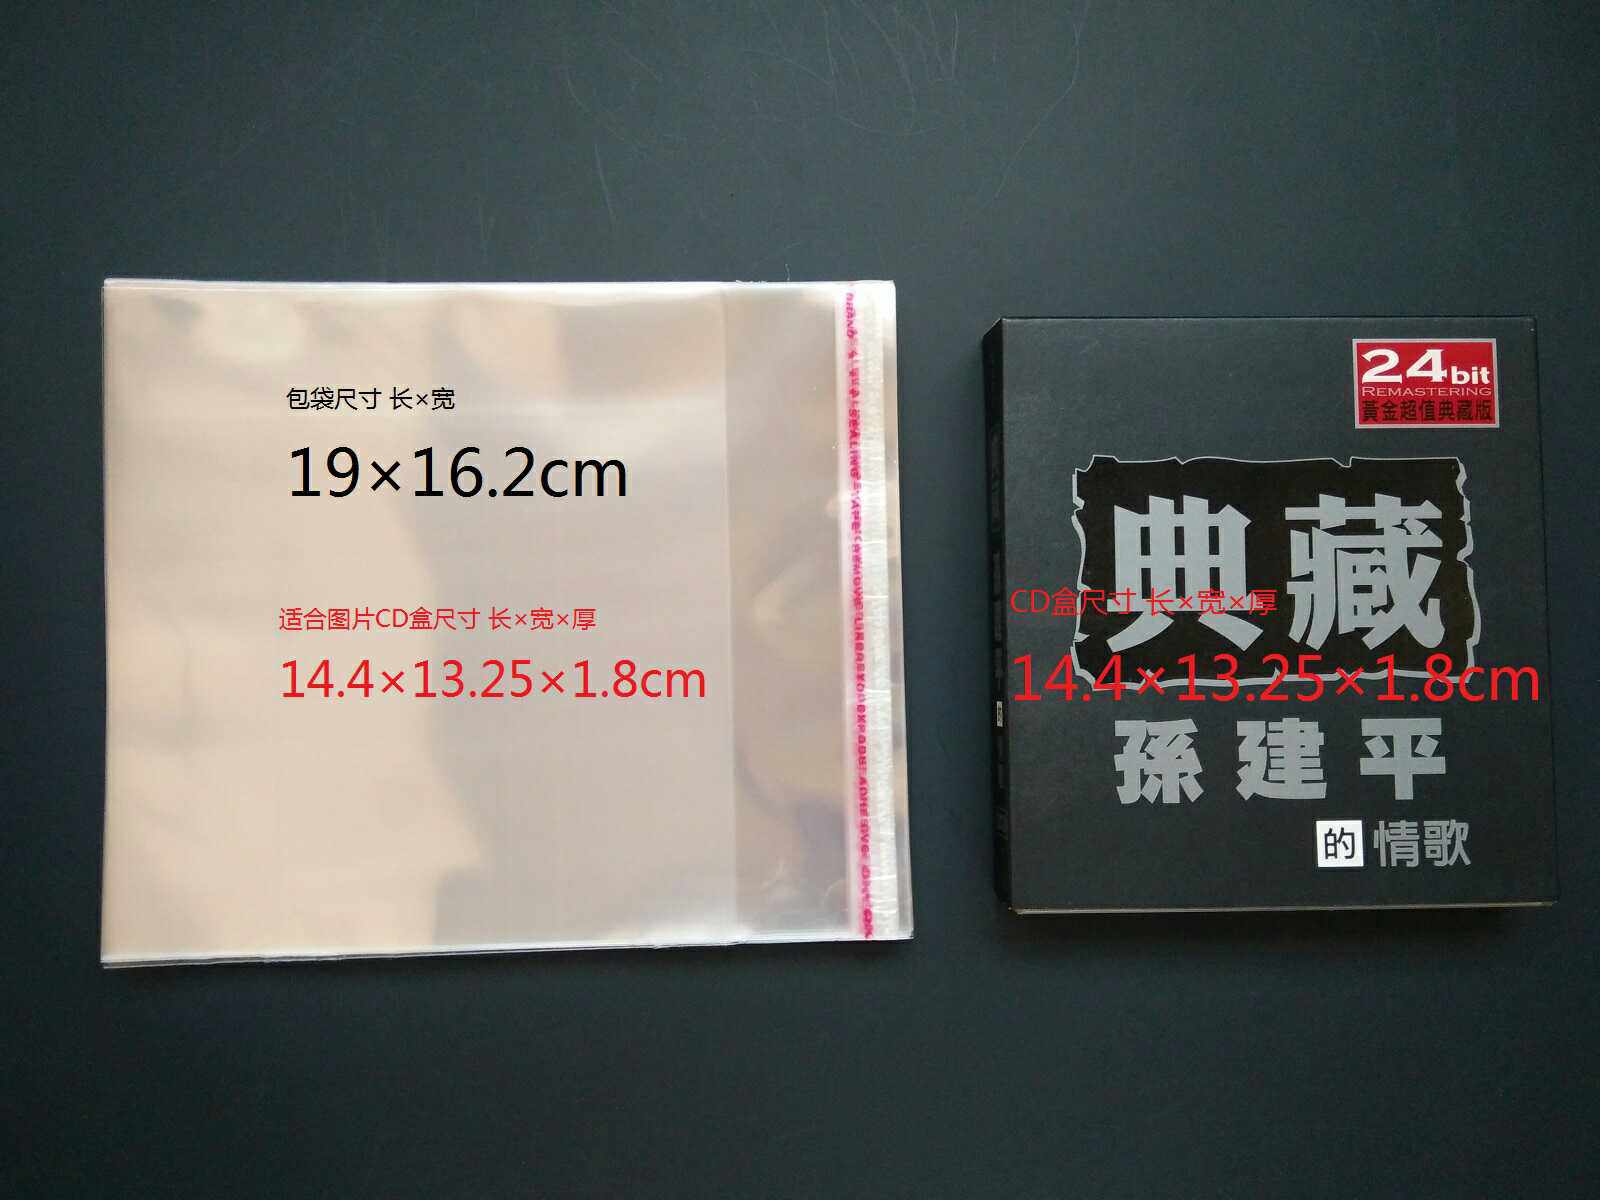 包袋尺寸 长×宽
19×16.2cm
适合图片CD盒尺寸 长×宽×厚
14.4×13.25×1.8cm
24bit
REMASTERING
黃金超值典藏版
典藏
CD盒尺寸 长×宽×厚
14.4×13.25×1.8cm
孫建平
的情歌